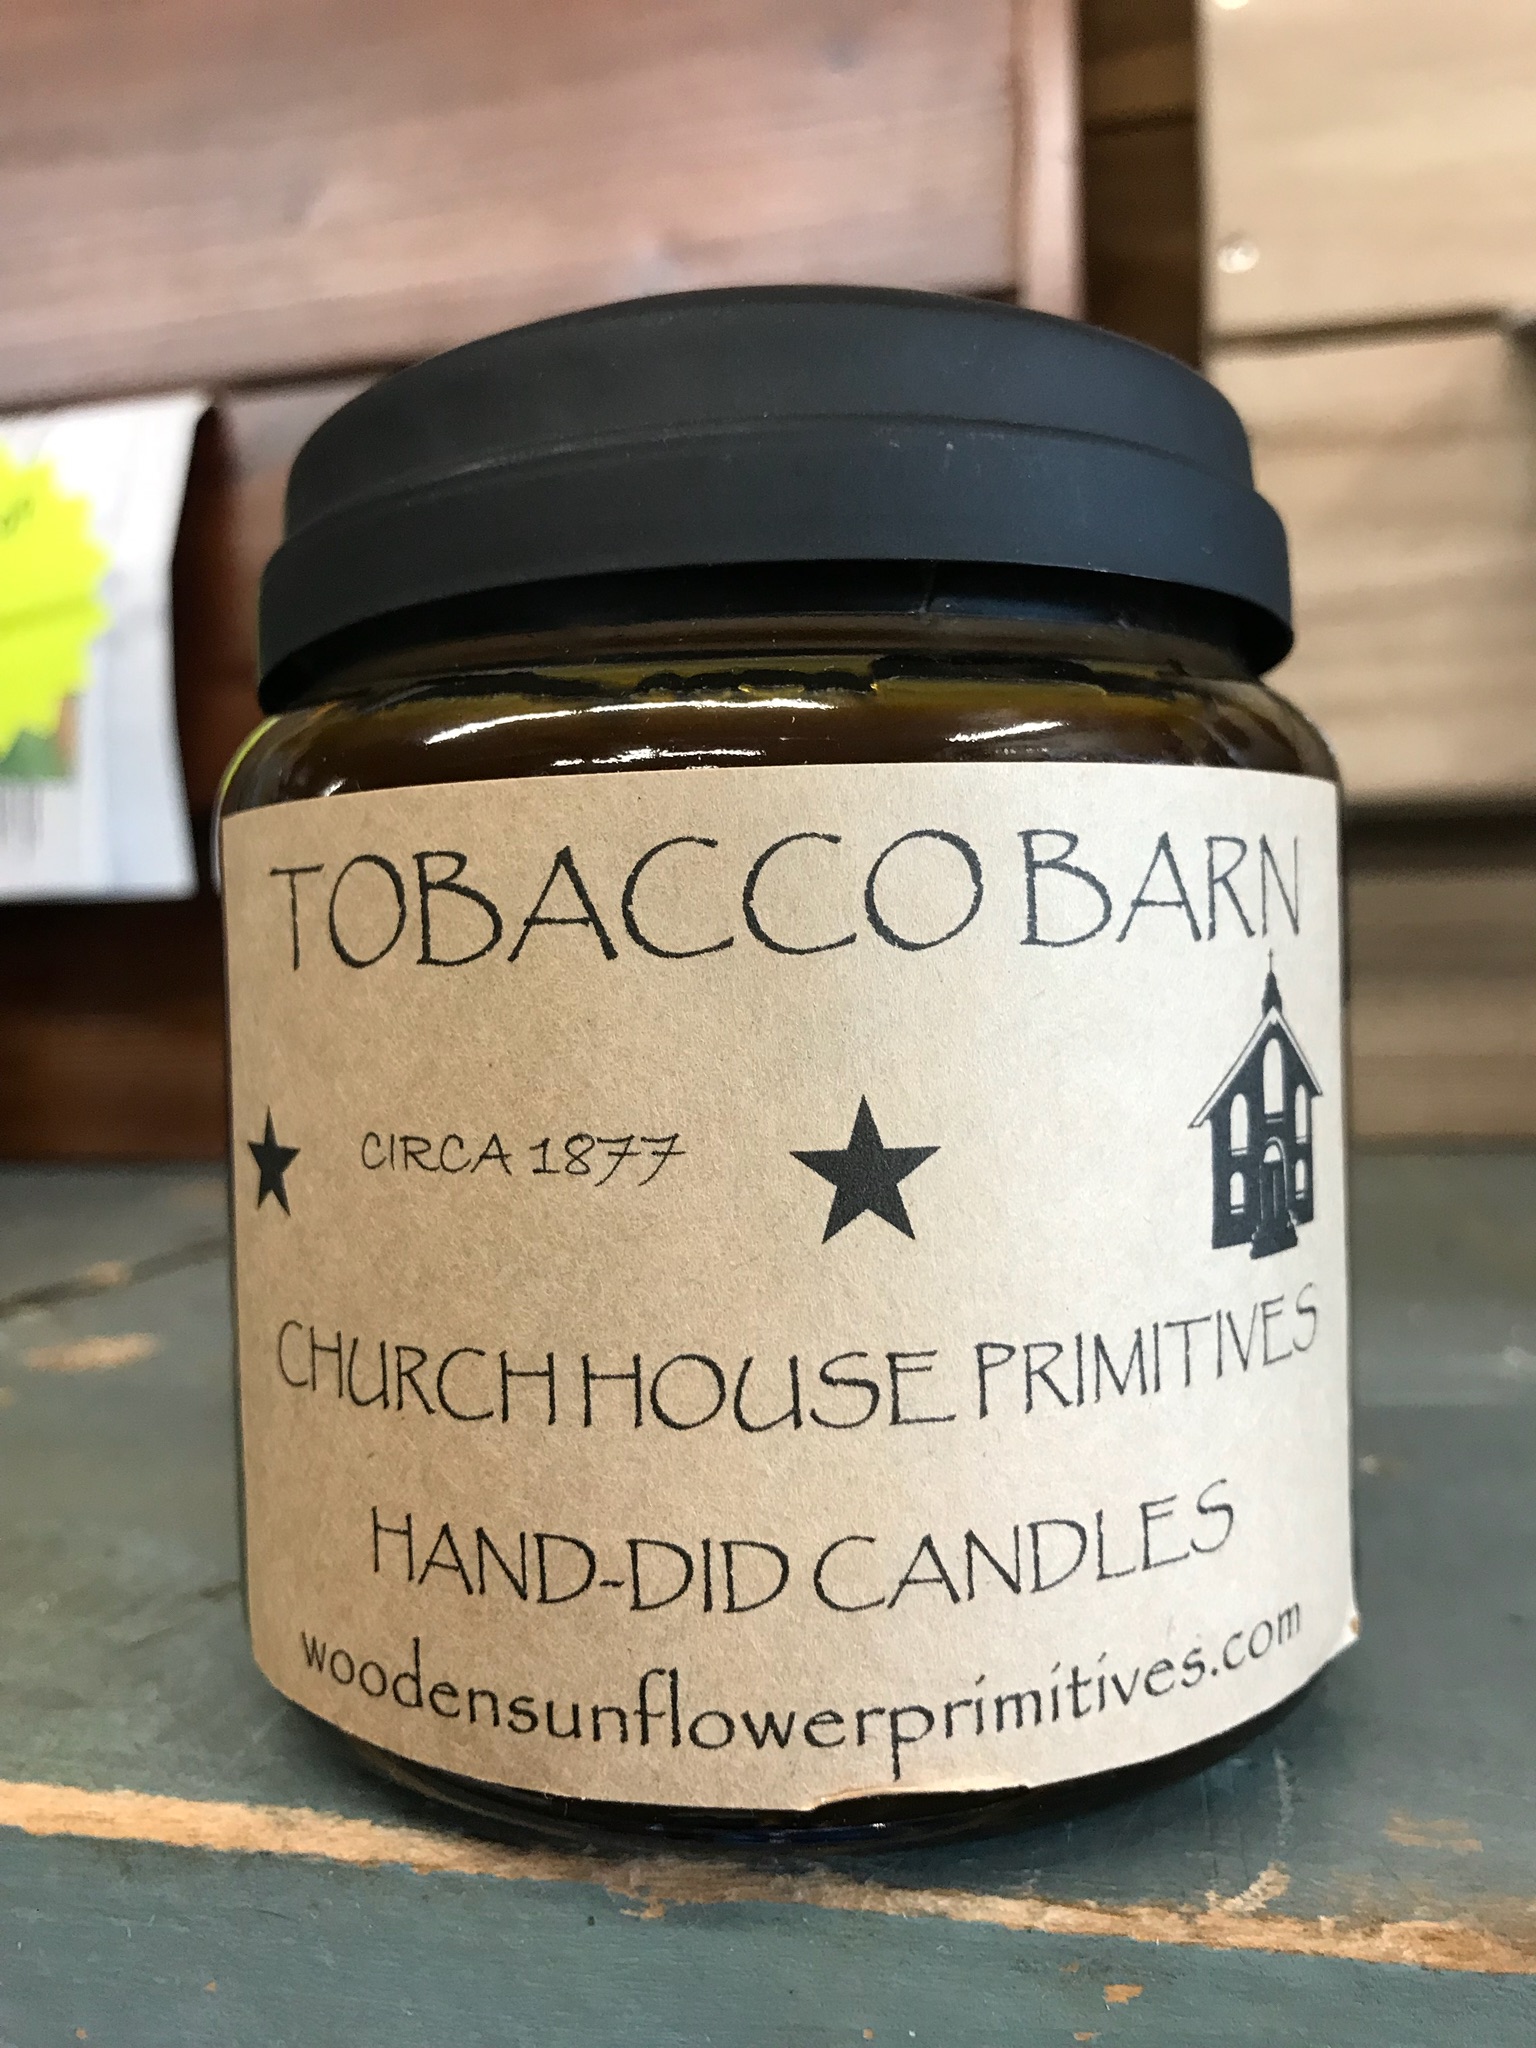 TOBACCO BARN
CIRCA 1877
CHURCH HOUSE PRIMITIVES
HAND-DID CANDLES
woodensunflowerprimitives.com